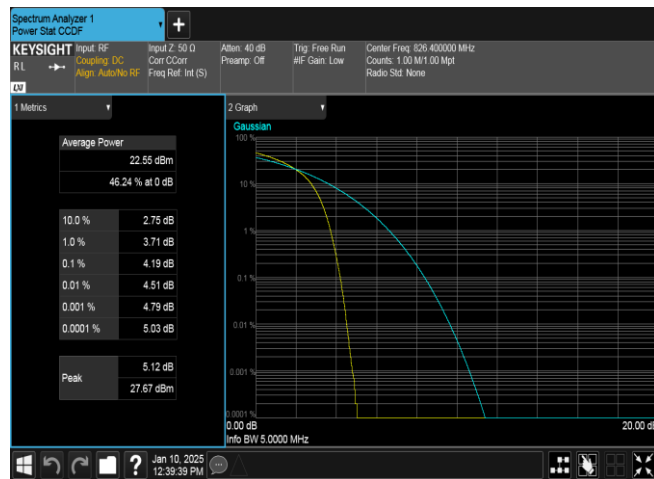 Spectrum Analyzer 1
Power Stat CCDF
+
KEYSIGHT
RL
LXI
Input: RF
Coupling: DC
Align: Auto/No RF
Input Z: 50 Ω
Corr CCorr
Freq Ref: Int (S)
Atten: 40 dB
Preamp: Off
Trig: Free Run
#IF Gain: Low
Center Freq: 826.400000 MHz
Counts: 1.00 M/1.00 Mpt
Radio Std: None
1 Metrics
Average Power
22.55 dBm
46.24 % at 0 dB
10.0 % 2.75 dB
1.0 % 3.71 dB
0.1 % 4.19 dB
0.01 % 4.51 dB
0.001 % 4.79 dB
0.0001 % 5.03 dB
Peak
5.12 dB
27.67 dBm
2 Graph
Gaussian
100 %
10 %
1 %
0.1 %
0.01 %
0.001 %
0.0001 %
0.00 dB
20.00 dB
Info BW 5.0000 MHz
?
Jan 10, 2025
12:39:39 PM